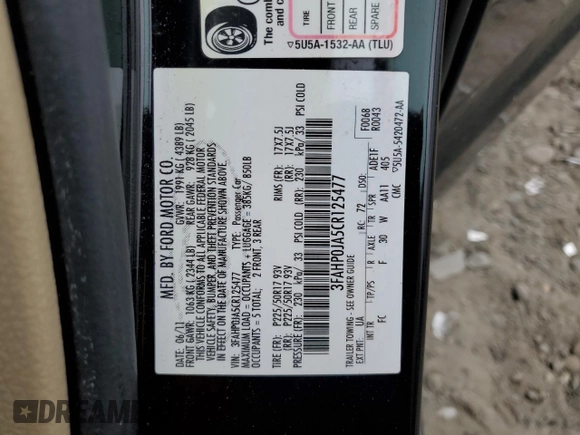 The combi
and c
TIRE
FRONT
REAR
SPARE
▽5U5A-1532-AA (TLU)
MFD. BY FORD MOTOR CO.
06/11 GVWR: 1991 KG ( 4389 LB)
FRONT GAWR: 1063 KG ( 2344 LB) REAR GAWR: 928 KG ( 2045 LB)
THIS VEHICLE CONFORMS TO ALL APPLICABLE FEDERAL MOTOR
VEHICLE SAFETY, BUMPER, AND THEFT PREVENTION STANDARDS
IN EFFECT ON THE DATE OF MANUFACTURE SHOWN ABOVE.
VIN: 3FAHP0JA5CR125477 TYPE: Passenger Car
MAXIMUM LOAD = OCCUPANTS + LUGGAGE = 385KG/ 850LB
OCCUPANTS = 5 TOTAL: 2 FRONT, 3 REAR
TIRE (FR): P225/50R17 93V RIMS (FR): 17X7.5J
(RR): P225/50R17 93V (RR): 17X7.5J
PRESSURE (FR): 230 kPa/ 33 PSI COLD (RR): 230 kPa/ 33 PSI COLD
3FAHP0JA5CR125477
TRAILER TOWING - SEE OWNER GUIDE
F0068
R0043
EXT PNT: UA RC: 72 DSO:
INT TR TP/PS R AXLE TR SPR ADE1F
FC F 30 W AA11 405
CMC ▽5U5A-5420472-AA